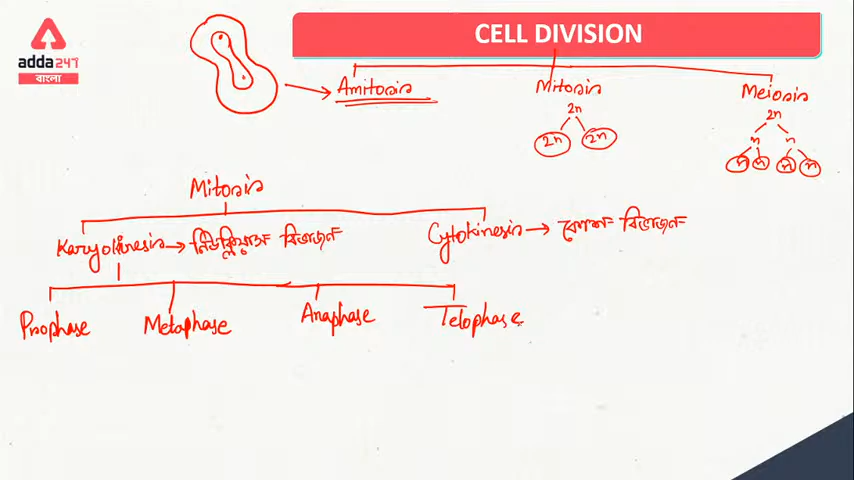 CELL DIVISION
adda247
বাংলা
Amitosis
Mitosis
Meiosis
2n
2n
2n 2n
n n
n n n n
Mitosis
Karyokinesis → নিউক্লিয়াস বিভাজন
Cytokinesis → কোশ বিভাজন
Prophase
Metaphase
Anaphase
Telophase